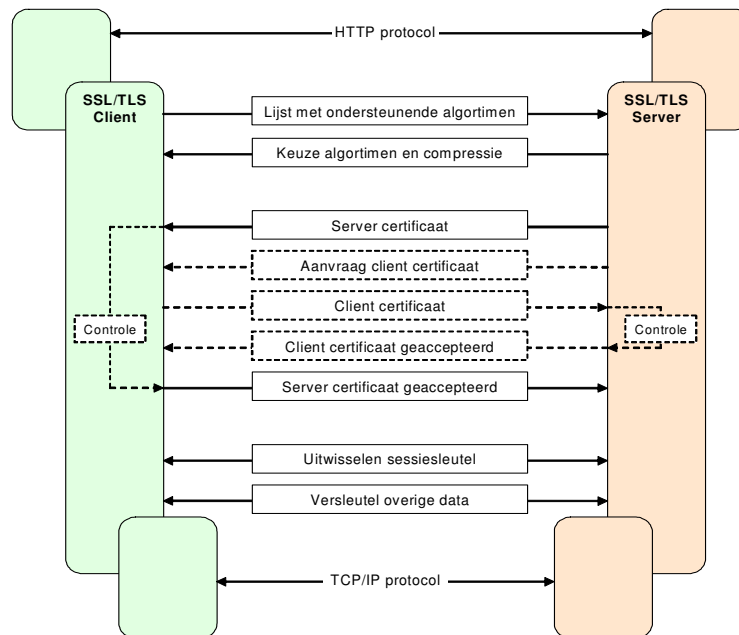 HTTP protocol
SSL/TLS
Client
SSL/TLS
Server
Lijst met ondersteunende algortimen
Keuze algortimen en compressie
Server certificaat
Aanvraag client certificaat
Client certificaat
Controle
Controle
Client certificaat geaccepteerd
Server certificaat geaccepteerd
Uitwisselen sessiesleutel
Versleutel overige data
TCP/IP protocol